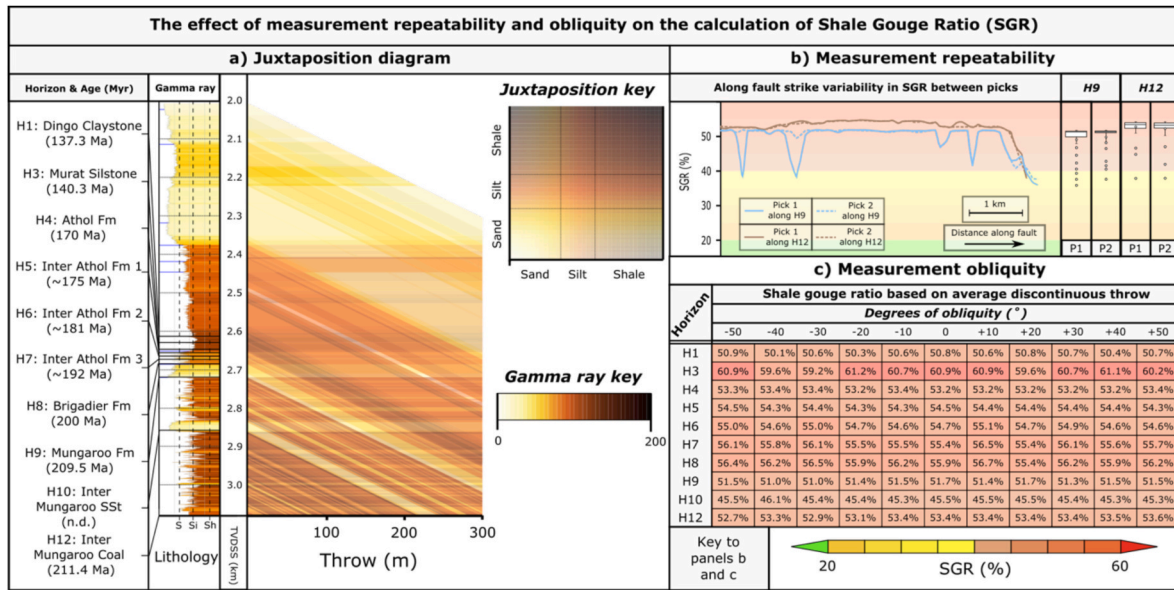 The effect of measurement repeatability and obliquity on the calculation of Shale Gouge Ratio (SGR)
a) Juxtaposition diagram
Horizon & Age (Myr)
Gamma ray
H1: Dingo Claystone
(137.3 Ma)
H3: Murat Silstone
(140.3 Ma)
H4: Athol Fm
(170 Ma)
H5: Inter Athol Fm 1
(~175 Ma)
H6: Inter Athol Fm 2
(~181 Ma)
H7: Inter Athol Fm 3
(~192 Ma)
H8: Brigadier Fm
(200 Ma)
H9: Mungaroo Fm
(209.5 Ma)
H10: Inter
Mungaroo SSt
(n.d.)
H12: Inter
Mungaroo Coal
(211.4 Ma)
S Si Sh
Lithology
2.0
2.1
2.2
2.3
2.4
2.5
2.6
2.7
2.8
2.9
3.0
TVDSS (km)
100 200 300
Throw (m)
Juxtaposition key
Shale
Silt
Sand
Sand Silt Shale
Gamma ray key
0 200
b) Measurement repeatability
Along fault strike variability in SGR between picks
H9
H12
50
40
30
20
SGR (%)
Pick 1
along H9
Pick 2
along H9
Pick 1
along H12
Pick 2
along H12
1 km
Distance along fault
P1 P2 P1 P2
c) Measurement obliquity
Horizon
Shale gouge ratio based on average discontinuous throw
Degrees of obliquity (°)
-50 -40 -30 -20 -10 0 +10 +20 +30 +40 +50
H1 50.9% 50.1% 50.6% 50.3% 50.6% 50.8% 50.6% 50.8% 50.7% 50.4% 50.7%
H3 60.9% 59.6% 59.2% 61.2% 60.7% 60.9% 60.9% 59.6% 60.7% 61.1% 60.2%
H4 53.3% 53.4% 53.4% 53.2% 53.4% 53.2% 53.2% 53.2% 53.2% 53.2% 53.4%
H5 54.5% 54.3% 54.4% 54.3% 54.3% 54.5% 54.4% 54.4% 54.4% 54.4% 54.3%
H6 55.0% 54.6% 55.0% 54.7% 54.6% 54.7% 55.1% 54.7% 54.9% 54.6% 54.6%
H7 56.1% 55.8% 56.1% 55.5% 55.5% 55.4% 56.5% 55.4% 56.1% 55.6% 55.7%
H8 56.4% 56.2% 56.5% 55.9% 56.2% 55.9% 56.7% 55.4% 56.2% 55.9% 56.2%
H9 51.5% 51.0% 51.0% 51.4% 51.5% 51.7% 51.4% 51.7% 51.3% 51.5% 51.5%
H10 45.5% 46.1% 45.4% 45.4% 45.3% 45.5% 45.5% 45.5% 45.4% 45.4% 45.3%
H12 52.7% 53.3% 52.9% 53.1% 53.4% 53.4% 53.4% 53.4% 53.4% 53.5% 53.6%
Key to
panels b
and c
20 60
SGR (%)